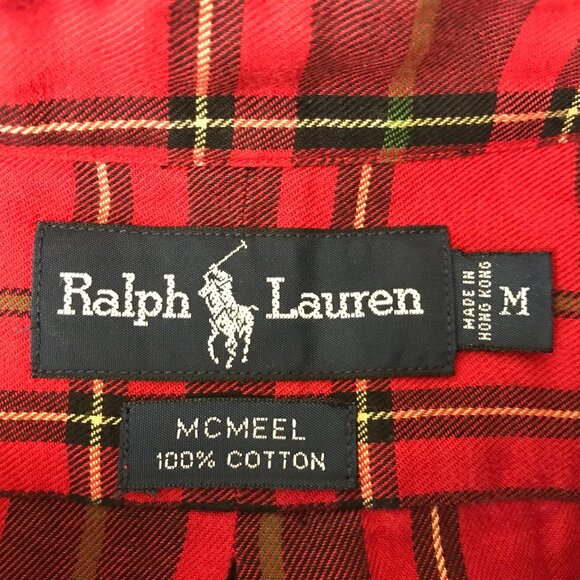 Ralph Lauren
MADE IN
HONG KONG
M
MCMEEL
100% COTTON